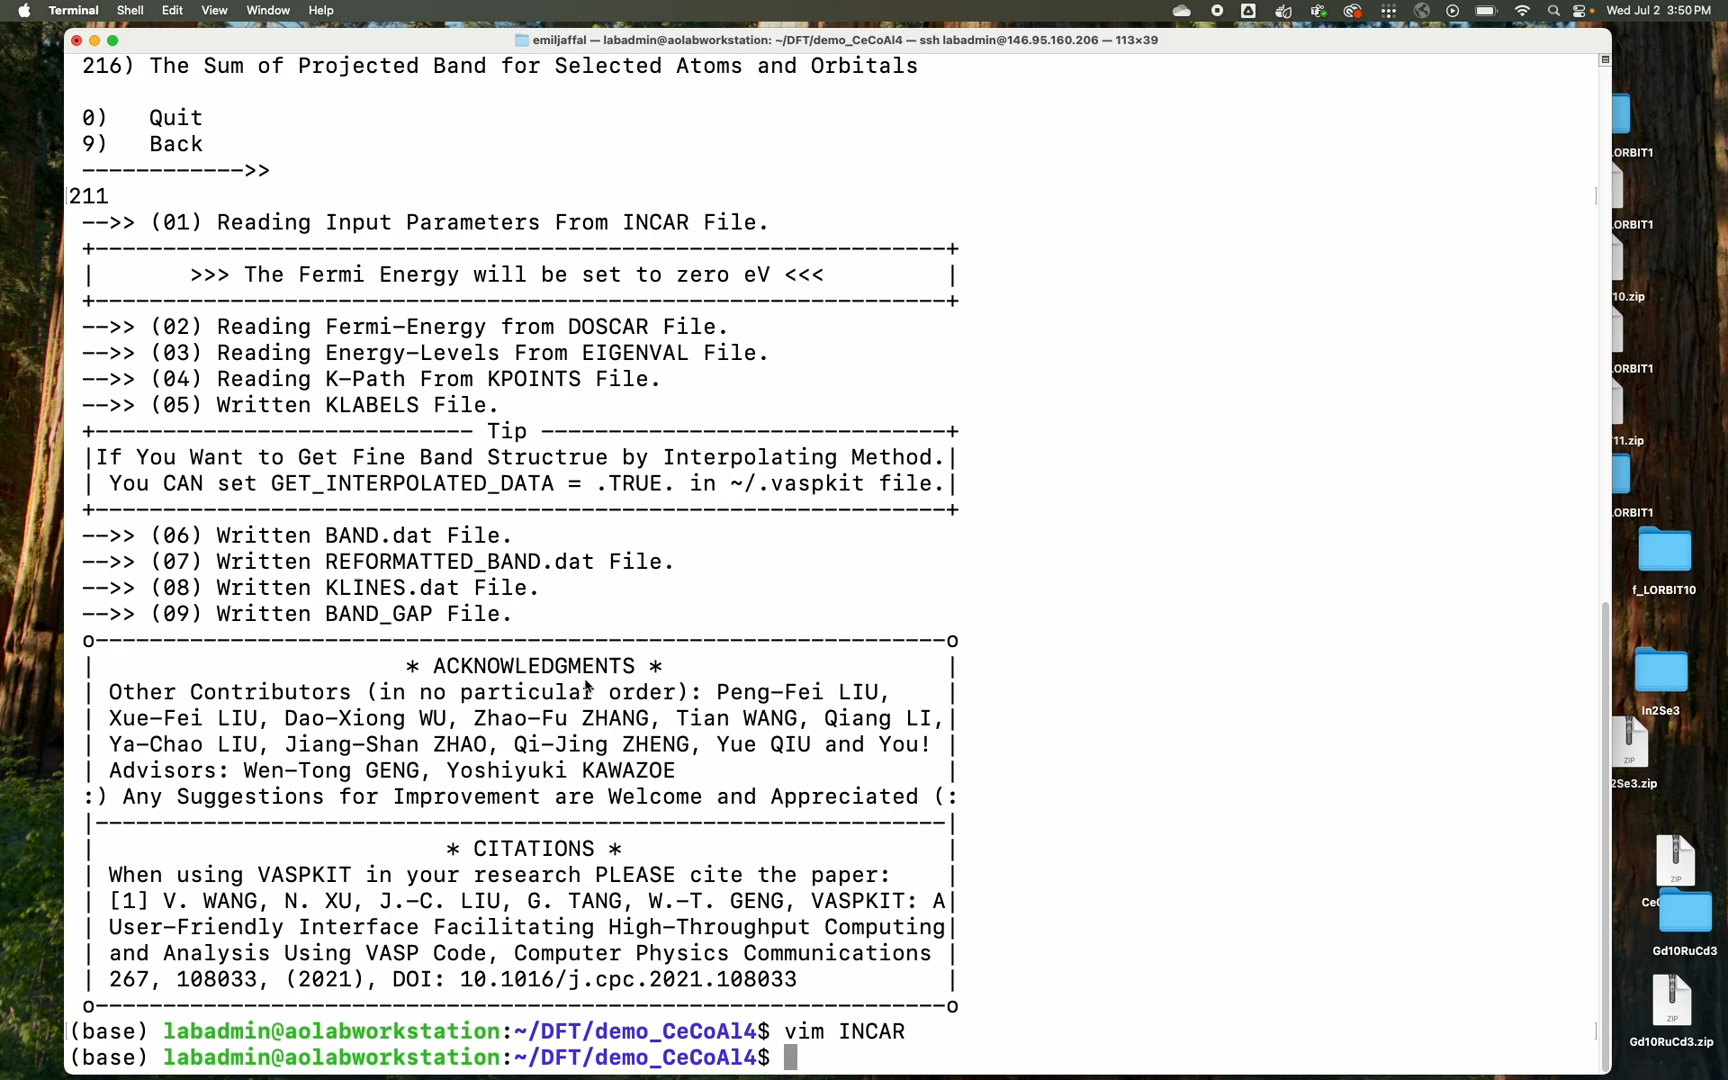 Terminal Shell Edit View Window Help Wed Jul 2 3:50 PM
emiljaffal — labadmin@aolabworkstation: ~/DFT/demo_CeCoAl4 — ssh labadmin@146.95.160.206 — 113×39
216) The Sum of Projected Band for Selected Atoms and Orbitals
0) Quit
9) Back
------------>>
211
-->> (01) Reading Input Parameters From INCAR File.
+---------------------------------------------------------------+
| >>> The Fermi Energy will be set to zero eV <<< |
+---------------------------------------------------------------+
-->> (02) Reading Fermi-Energy from DOSCAR File.
-->> (03) Reading Energy-Levels From EIGENVAL File.
-->> (04) Reading K-Path From KPOINTS File.
-->> (05) Written KLABELS File.
+---------------------------- Tip ------------------------------+
|If You Want to Get Fine Band Structrue by Interpolating Method.|
| You CAN set GET_INTERPOLATED_DATA = .TRUE. in ~/.vaspkit file.|
+---------------------------------------------------------------+
-->> (06) Written BAND.dat File.
-->> (07) Written REFORMATTED_BAND.dat File.
-->> (08) Written KLINES.dat File.
-->> (09) Written BAND_GAP File.
o---------------------------------------------------------------o
| * ACKNOWLEDGMENTS * |
| Other Contributors (in no particular order): Peng-Fei LIU, |
| Xue-Fei LIU, Dao-Xiong WU, Zhao-Fu ZHANG, Tian WANG, Qiang LI,|
| Ya-Chao LIU, Jiang-Shan ZHAO, Qi-Jing ZHENG, Yue QIU and You! |
| Advisors: Wen-Tong GENG, Yoshiyuki KAWAZOE |
:) Any Suggestions for Improvement are Welcome and Appreciated (:
|---------------------------------------------------------------|
| * CITATIONS * |
| When using VASPKIT in your research PLEASE cite the paper: |
| [1] V. WANG, N. XU, J.-C. LIU, G. TANG, W.-T. GENG, VASPKIT: A|
| User-Friendly Interface Facilitating High-Throughput Computing|
| and Analysis Using VASP Code, Computer Physics Communications |
| 267, 108033, (2021), DOI: 10.1016/j.cpc.2021.108033 |
o---------------------------------------------------------------o
(base) labadmin@aolabworkstation:~/DFT/demo_CeCoAl4$ vim INCAR
(base) labadmin@aolabworkstation:~/DFT/demo_CeCoAl4$
ORBIT1
ORBIT1
10.zip
ORBIT1
11.zip
ORBIT1
f_LORBIT10
In2Se3
ZIP
2Se3.zip
ZIP
CeC
Gd10RuCd3
ZIP
Gd10RuCd3.zip